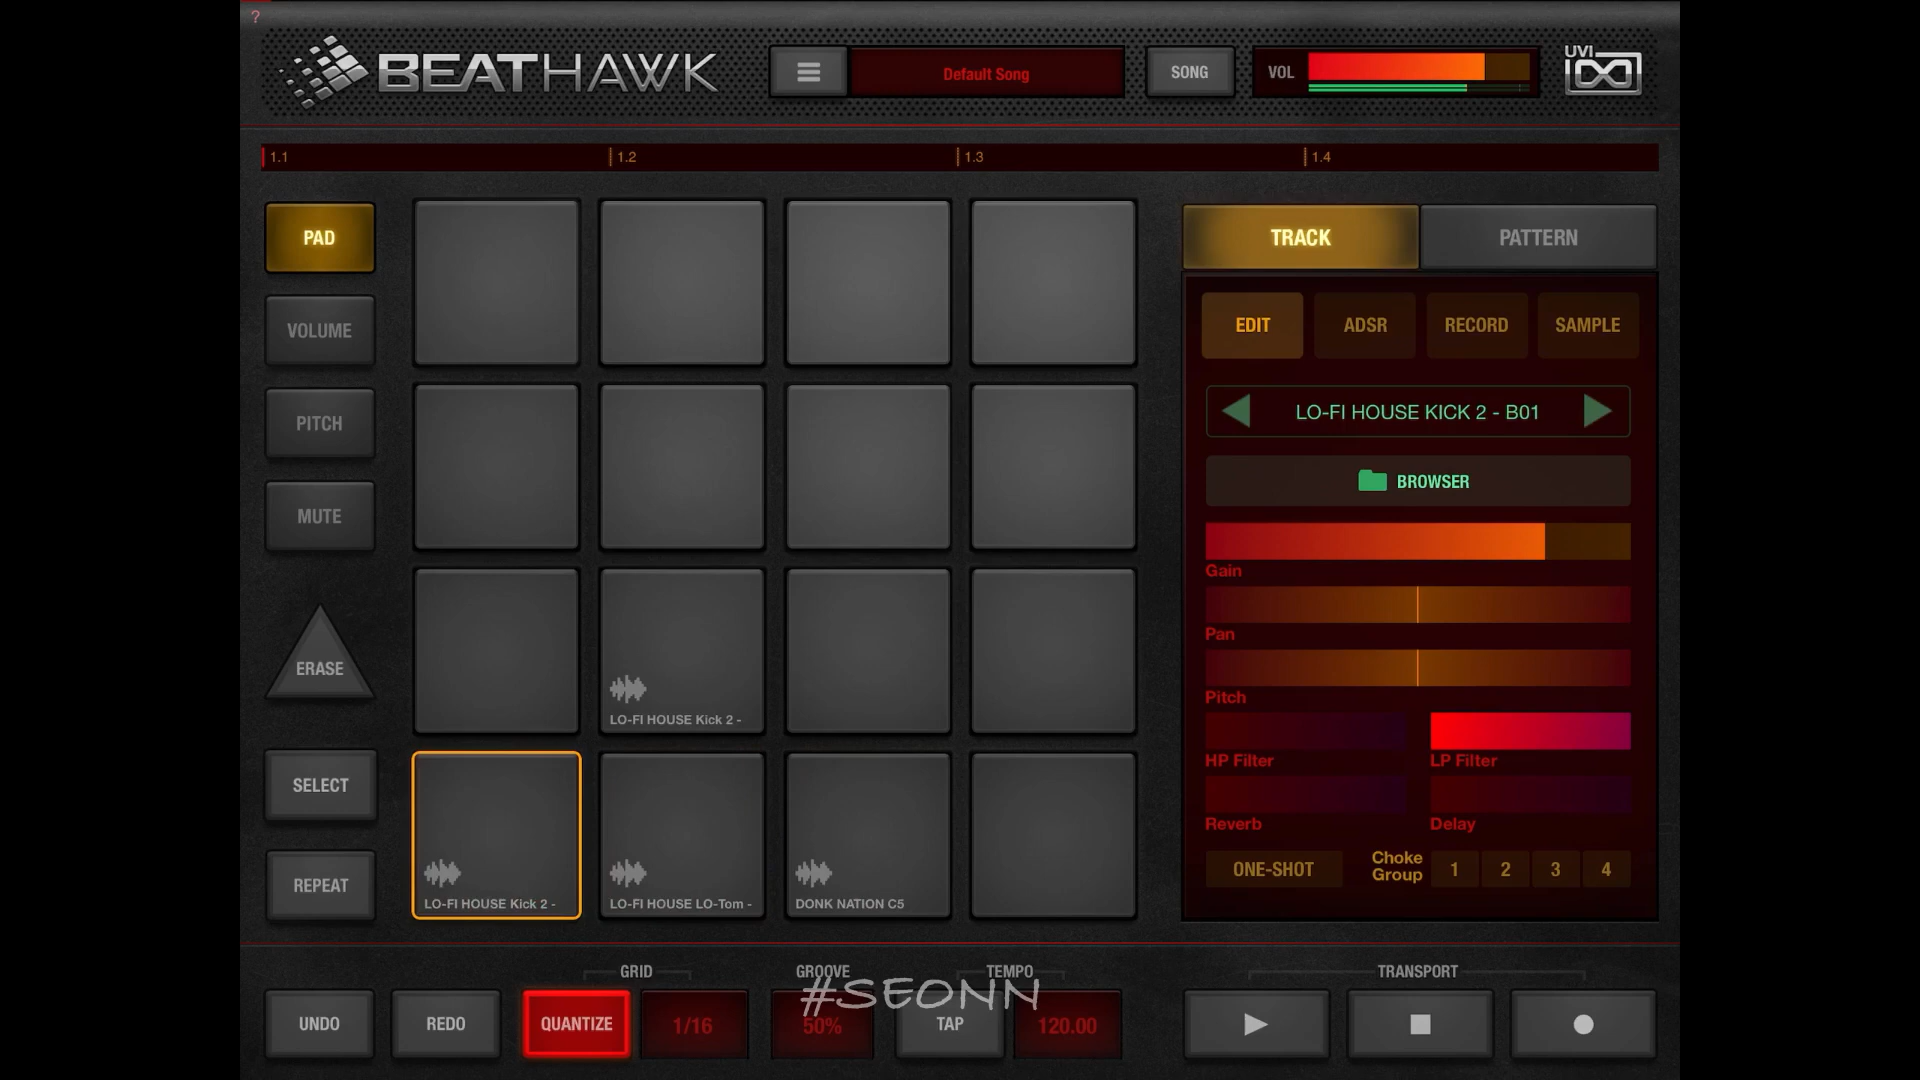 ?
BEATHAWK
Default Song
SONG
VOL
UVI
1.1 1.2 1.3 1.4
PAD
VOLUME
PITCH
MUTE
ERASE
SELECT
REPEAT
LO-FI HOUSE Kick 2 -
LO-FI HOUSE Kick 2 -
LO-FI HOUSE LO-Tom -
DONK NATION C5
TRACK PATTERN
EDIT ADSR RECORD SAMPLE
LO-FI HOUSE KICK 2 - B01
BROWSER
Gain
Pan
Pitch
HP Filter LP Filter
Reverb Delay
ONE-SHOT
Choke
Group
1 2 3 4
GRID GROOVE TEMPO TRANSPORT
#SEONN
UNDO REDO QUANTIZE 1/16 50% TAP 120.00